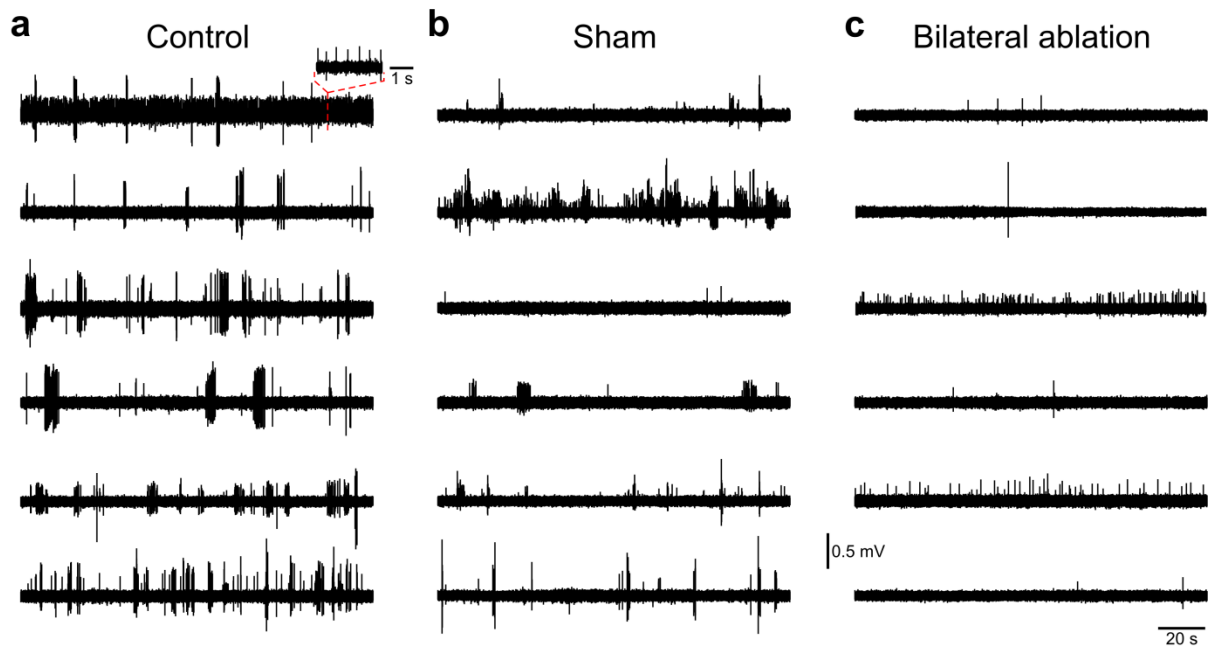 a Control
1 s
b Sham
c Bilateral ablation
0.5 mV
20 s